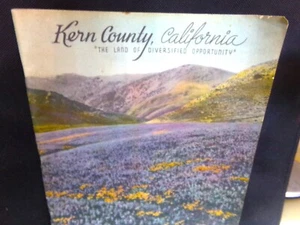 Kern County, California
"THE LAND OF DIVERSIFIED OPPORTUNITY"